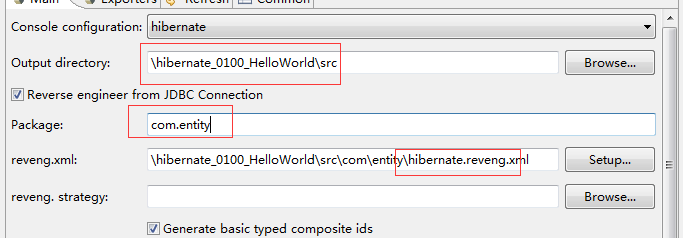 Main Exporters Refresh Common
Console configuration: hibernate
Output directory: \hibernate_0100_HelloWorld\src Browse...
Reverse engineer from JDBC Connection
Package: com.entity
reveng.xml: \hibernate_0100_HelloWorld\src\com\entity\hibernate.reveng.xml Setup...
reveng. strategy: Browse...
Generate basic typed composite ids